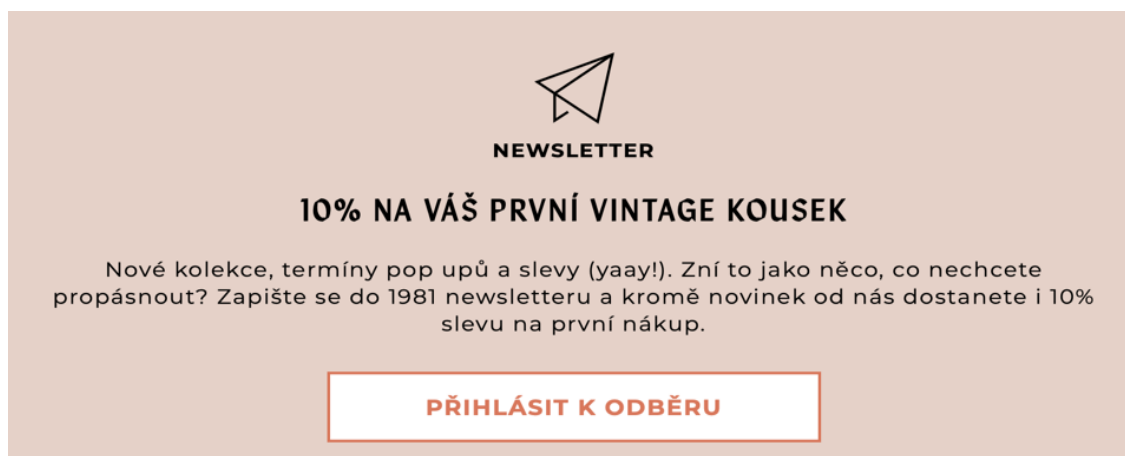 NEWSLETTER
10% NA VÁŠ PRVNÍ VINTAGE KOUSEK
Nové kolekce, termíny pop upů a slevy (yaay!). Zní to jako něco, co nechcete
propásnout? Zapište se do 1981 newsletteru a kromě novinek od nás dostanete i 10%
slevu na první nákup.
PŘIHLÁSIT K ODBĚRU